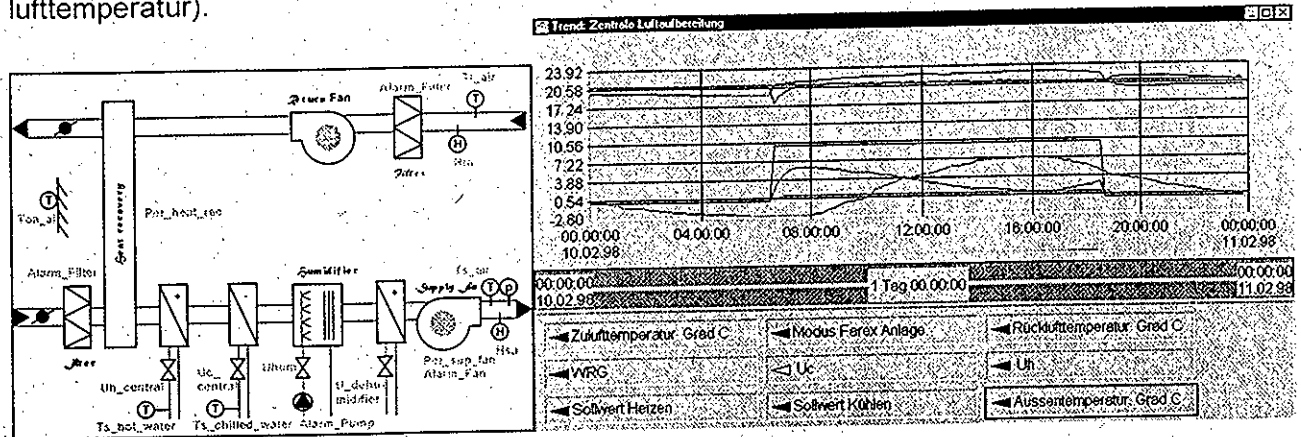 lufttemperatur).
Trend: Zentrale Luftaufbereitung
Alarm_Filter
Fan
Filter
Heat recovery
Alarm_Filter
Humidifier
Uh_central
Uc_
central
Uhum
Alarm_Fan
Ts_hot_water
Ts_chilled_water
Alarm_Pump
23.92
20.58
17.24
13.90
10.56
7.22
3.88
0.54
-2.80
00:00:00
04:00:00
08:00:00
12:00:00
16:00:00
20:00:00
00:00:00
10.02.98
11.02.98
00:00:00
1 Tag 00:00:00
00:00:00
10.02.98
11.02.98
Zulufttemperatur: Grad C
Modus Ferex Anlage
Rücklufttemperatur: Grad C
WRG
Uc
Uh
Sollwert Heizen
Sollwert Kühlen
Aussentemperatur: Grad C